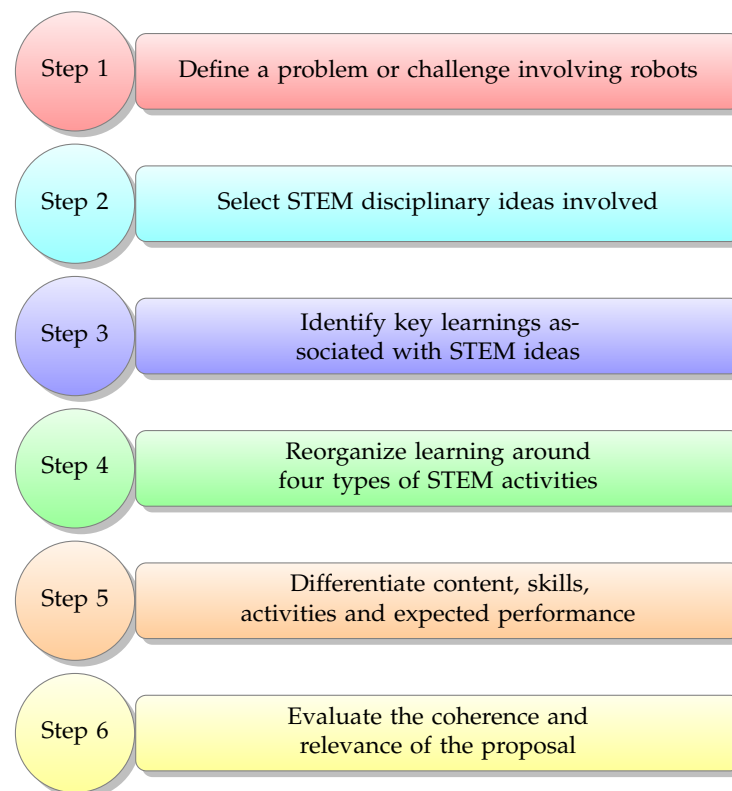 Step 1
Define a problem or challenge involving robots
Step 2
Select STEM disciplinary ideas involved
Step 3
Identify key learnings as-
sociated with STEM ideas
Step 4
Reorganize learning around
four types of STEM activities
Step 5
Differentiate content, skills,
activities and expected performance
Step 6
Evaluate the coherence and
relevance of the proposal